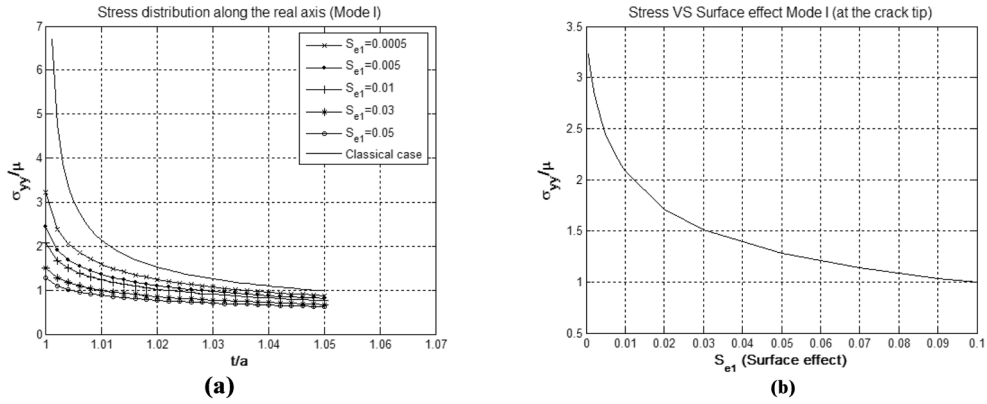 Stress distribution along the real axis (Mode I)
7
6
5
4
3
2
1
0
σyy/μ
Se1=0.0005
Se1=0.005
Se1=0.01
Se1=0.03
Se1=0.05
Classical case
1 1.01 1.02 1.03 1.04 1.05 1.06 1.07
t/a
(a)
Stress VS Surface effect Mode I (at the crack tip)
3.5
3
2.5
2
1.5
1
0.5
σyy/μ
0 0.01 0.02 0.03 0.04 0.05 0.06 0.07 0.08 0.09 0.1
Se1 (Surface effect)
(b)